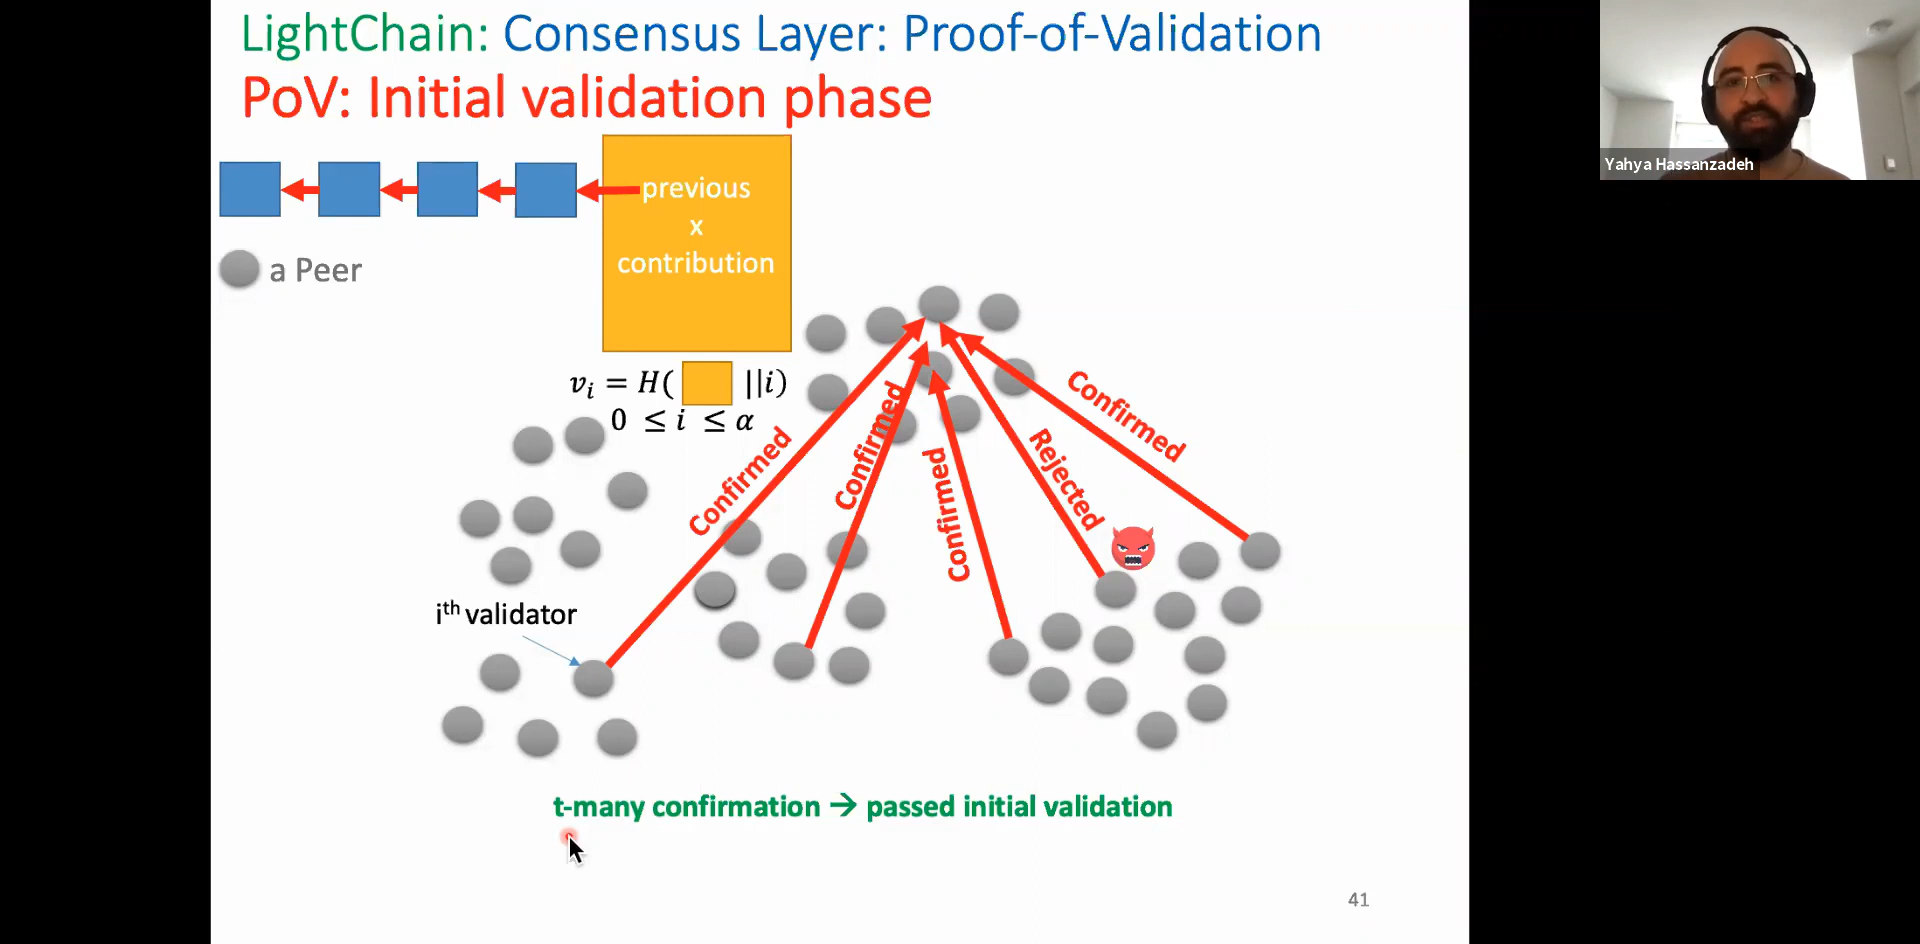 LightChain: Consensus Layer: Proof-of-Validation
PoV: Initial validation phase
Yahya Hassanzadeh
previous
x
contribution
a Peer
v_i = H( ||i)
0 ≤ i ≤ α
Confirmed
Confirmed
Confirmed
Rejected
Confirmed
i^th validator
t-many confirmation → passed initial validation
41